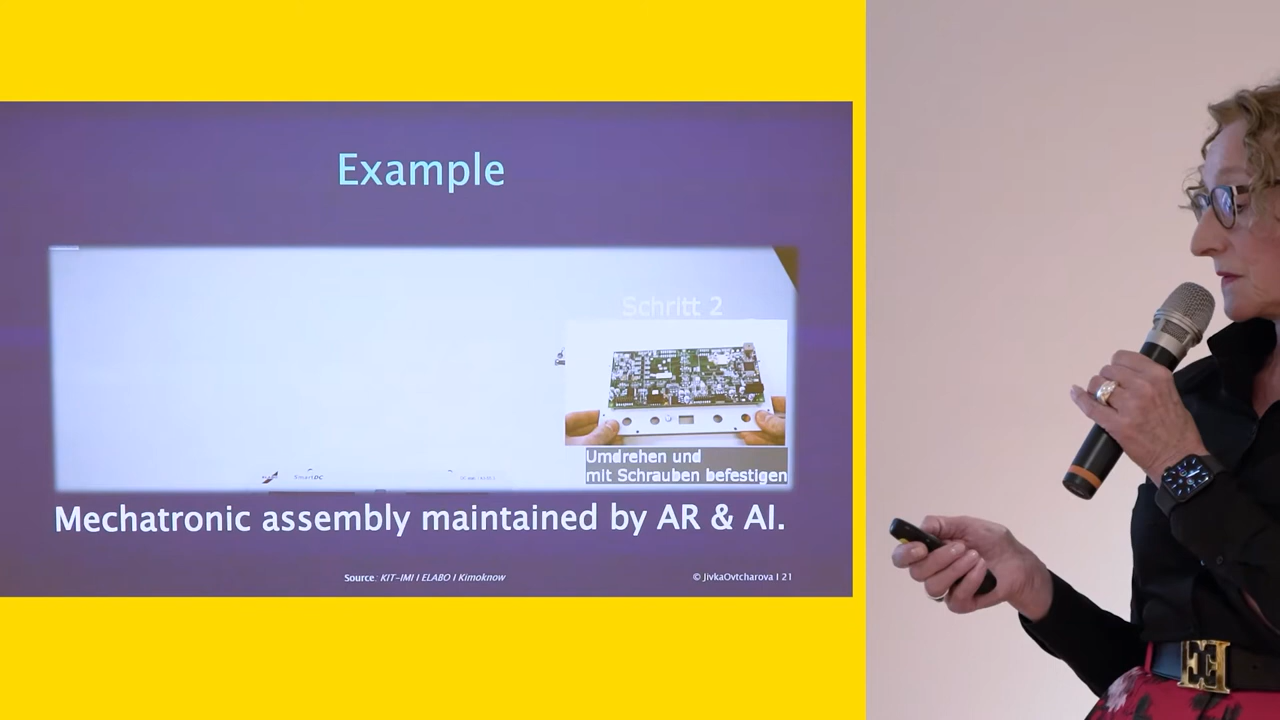 Example
Schritt 2
Umdrehen und
mit Schrauben befestigen
SmartDC
Mechatronic assembly maintained by AR & AI.
Source: KIT-IMI I ELABO I Kimoknow
© JivkaOvtcharova I 21